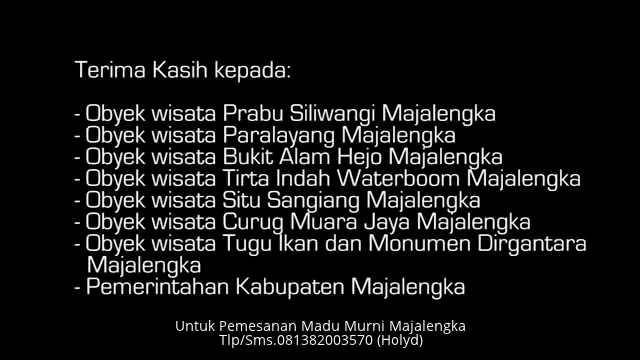 Terima Kasih kepada:
- Obyek wisata Prabu Siliwangi Majalengka
- Obyek wisata Paralayang Majalengka
- Obyek wisata Bukit Alam Hejo Majalengka
- Obyek wisata Tirta Indah Waterboom Majalengka
- Obyek wisata Situ Sangiang Majalengka
- Obyek wisata Curug Muara Jaya Majalengka
- Obyek wisata Tugu Ikan dan Monumen Dirgantara
Majalengka
- Pemerintahan Kabupaten Majalengka
Untuk Pemesanan Madu Murni Majalengka
Tlp/Sms.081382003570 (Holyd)